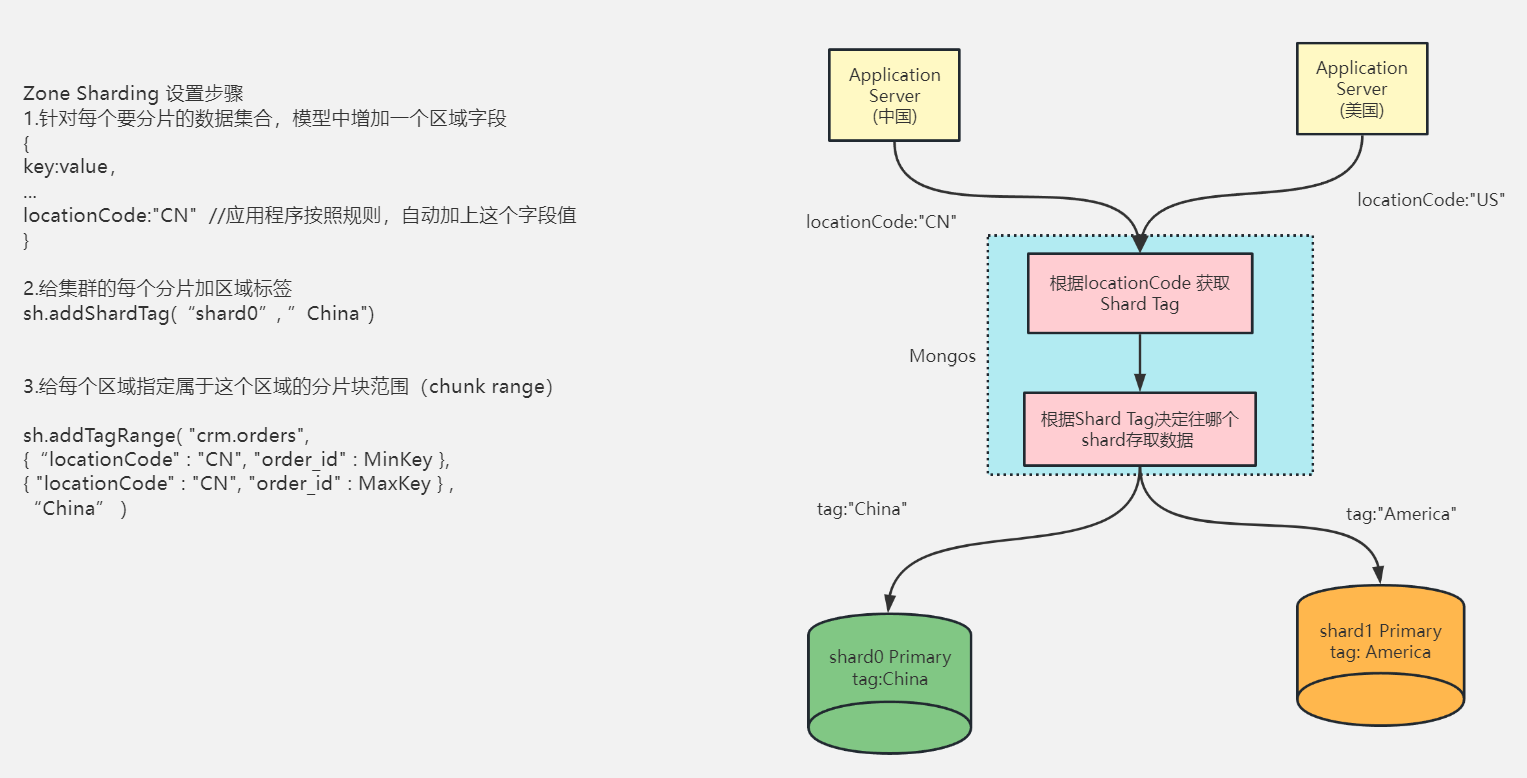 Zone Sharding 设置步骤
1.针对每个要分片的数据集合，模型中增加一个区域字段
{
key:value，
...
locationCode:"CN"  //应用程序按照规则，自动加上这个字段值
}
2.给集群的每个分片加区域标签
sh.addShardTag(“shard0”, ”China")
3.给每个区域指定属于这个区域的分片块范围（chunk range）
sh.addTagRange( "crm.orders",
{“locationCode" : "CN", "order_id" : MinKey },
{ "locationCode" : "CN", "order_id" : MaxKey } ,
“China” )
Application
Server
(中国)
Application
Server
(美国)
locationCode:"CN"
locationCode:"US"
根据locationCode 获取
Shard Tag
Mongos
根据Shard Tag决定往哪个
shard存取数据
tag:"China"
tag:"America"
shard0 Primary
tag:China
shard1 Primary
tag: America